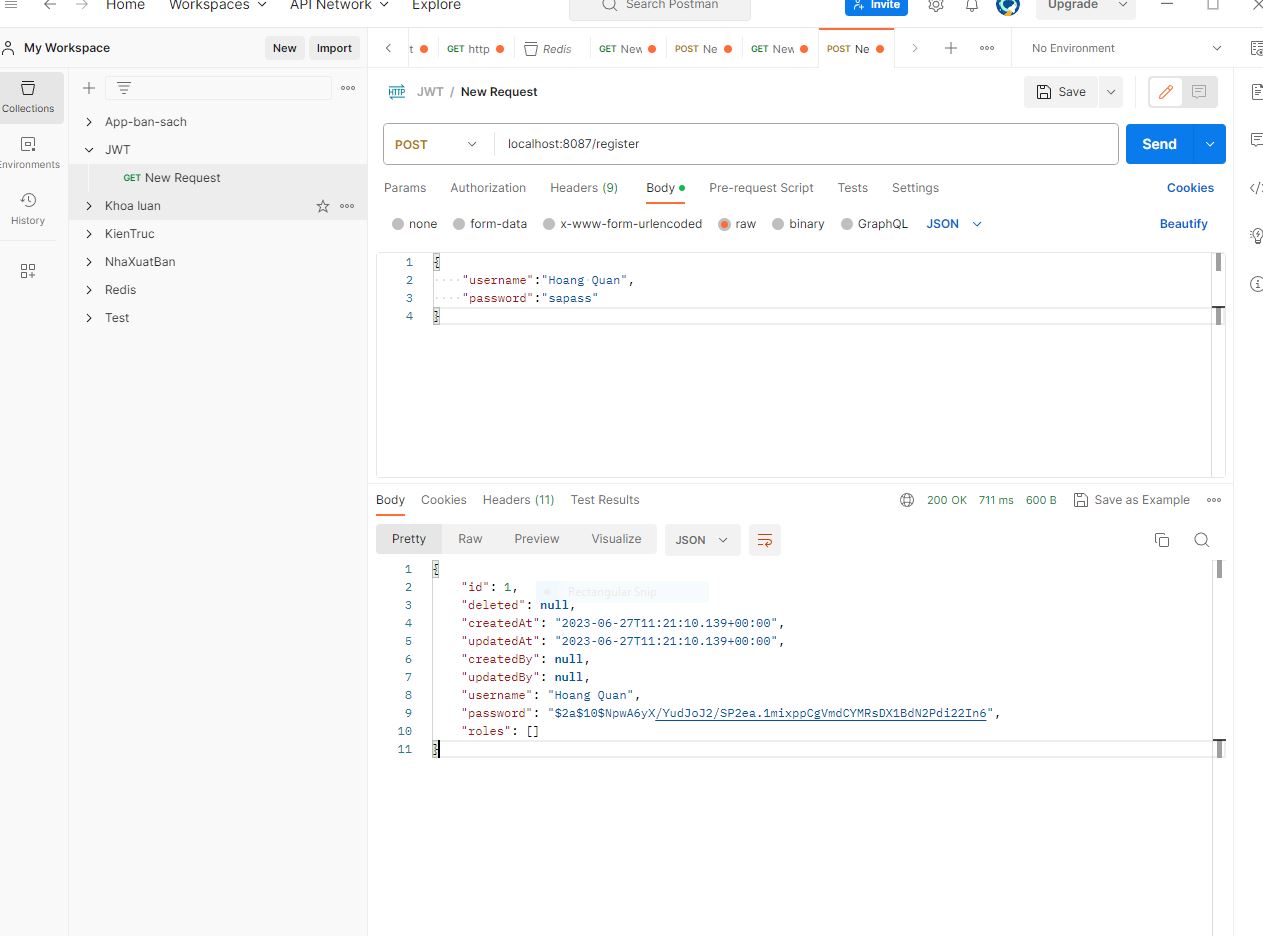 Home Workspaces API Network Explore Search Postman Invite Upgrade
My Workspace New Import GET http Redis GET New POST Ne GET New POST Ne No Environment
Collections
Environments
History
App-ban-sach
JWT
GET New Request
Khoa luan
KienTruc
NhaXuatBan
Redis
Test
HTTP JWT / New Request Save
POST localhost:8087/register Send
Params Authorization Headers (9) Body Pre-request Script Tests Settings Cookies
none form-data x-www-form-urlencoded raw binary GraphQL JSON Beautify
1 {
2 "username":"Hoang Quan",
3 "password":"sapass"
4 }
Body Cookies Headers (11) Test Results 200 OK 711 ms 600 B Save as Example
Pretty Raw Preview Visualize JSON
1 {
2 "id": 1,
Rectangular Snip
3 "deleted": null,
4 "createdAt": "2023-06-27T11:21:10.139+00:00",
5 "updatedAt": "2023-06-27T11:21:10.139+00:00",
6 "createdBy": null,
7 "updatedBy": null,
8 "username": "Hoang Quan",
9 "password": "$2a$10$NpwA6yX/YudJoJ2/SP2ea.1mixppCgVmdCYMRsDX1BdN2Pdi22In6",
10 "roles": []
11 }